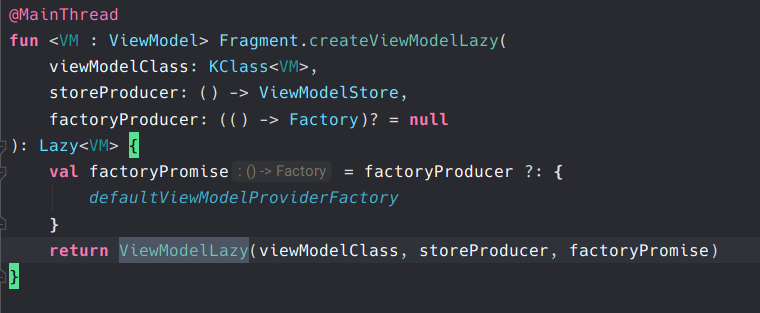 @MainThread
fun <VM : ViewModel> Fragment.createViewModelLazy(
    viewModelClass: KClass<VM>,
    storeProducer: () -> ViewModelStore,
    factoryProducer: (() -> Factory)? = null
): Lazy<VM> {
    val factoryPromise : () -> Factory = factoryProducer ?: {
        defaultViewModelProviderFactory
    }
    return ViewModelLazy(viewModelClass, storeProducer, factoryPromise)
}